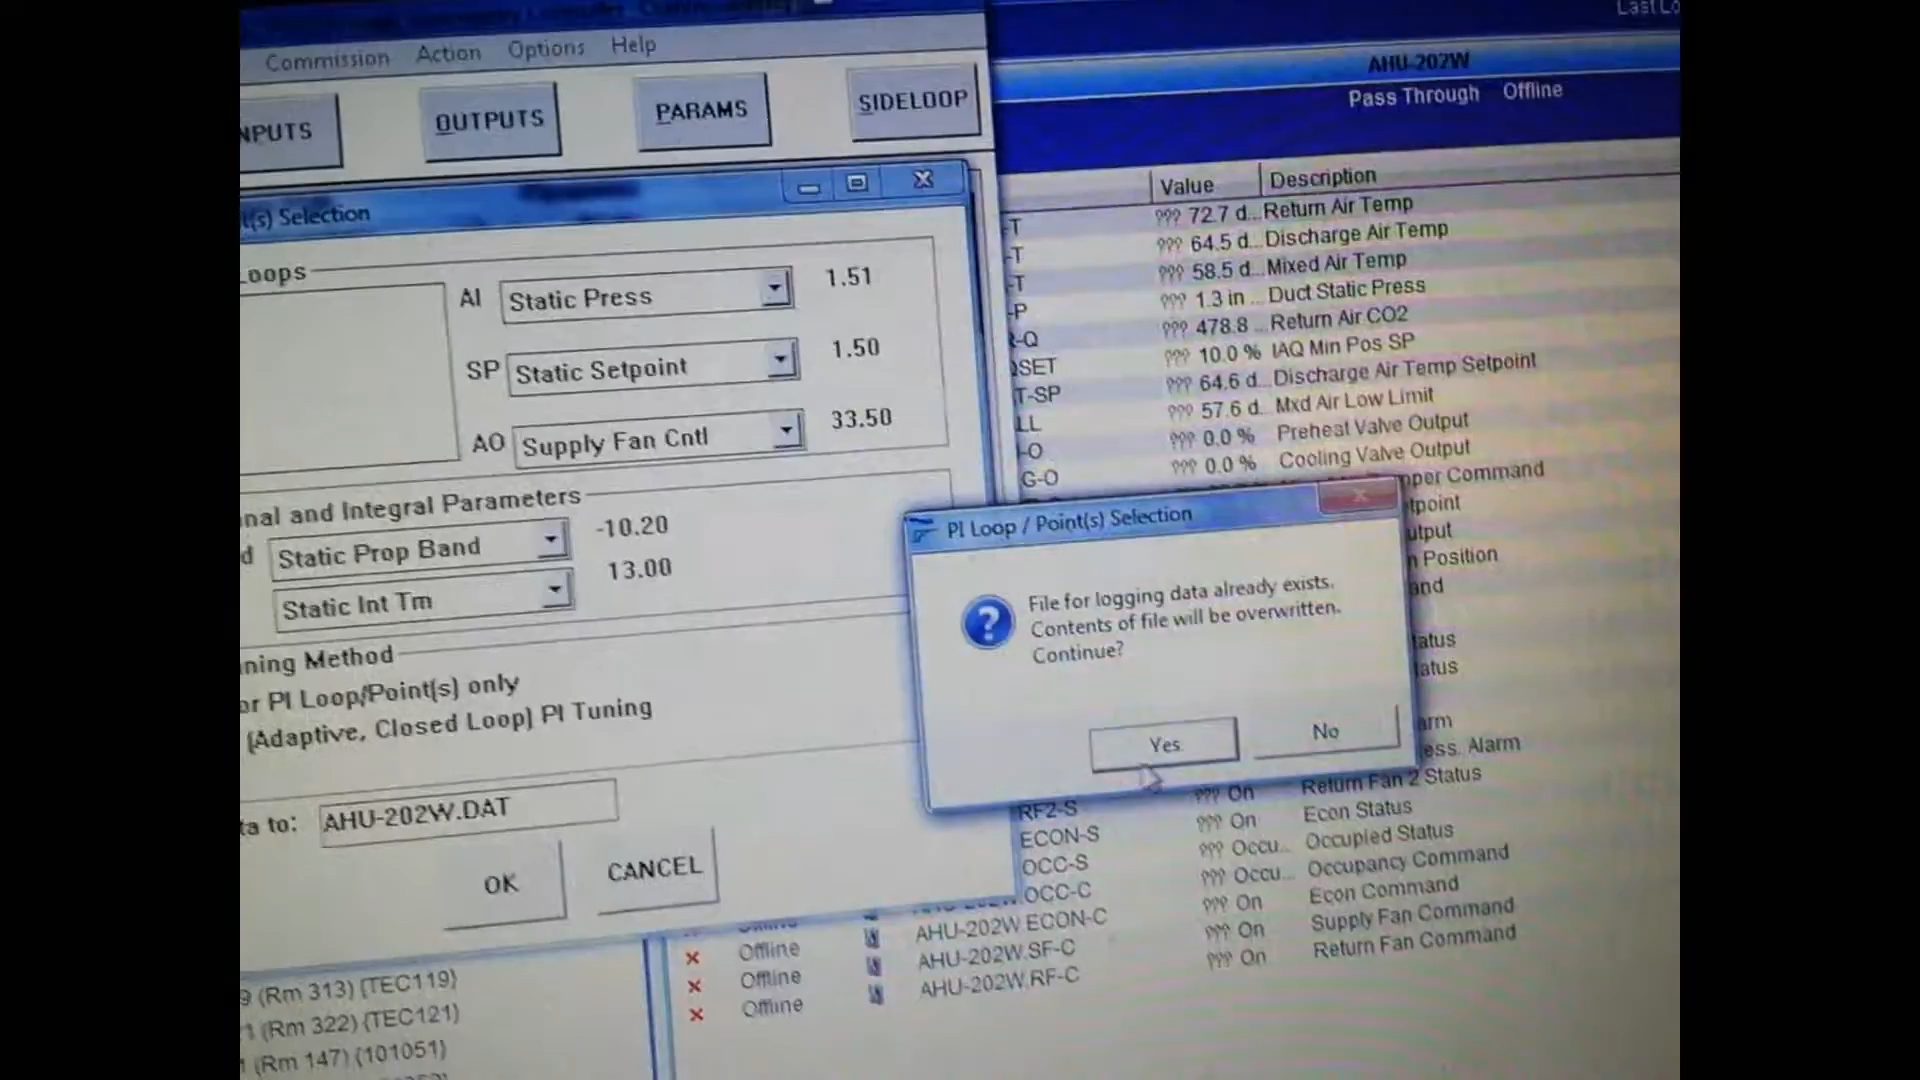 Last Lo
Commission Action Options Help
AHU-202W
Pass Through Offline
NPUTS OUTPUTS PARAMS SIDELOOP
t(s) Selection
Loops
AI Static Press 1.51
SP Static Setpoint 1.50
AO Supply Fan Cntl 33.50
nal and Integral Parameters
d Static Prop Band -10.20
Static Int Tm 13.00
ning Method
or PI Loop/Point(s) only
(Adaptive, Closed Loop) PI Tuning
ta to: AHU-202W.DAT
OK CANCEL
Value Description
-T ??? 72.7 d... Return Air Temp
-T ??? 64.5 d... Discharge Air Temp
-T ??? 58.5 d... Mixed Air Temp
-P ??? 1.3 in ... Duct Static Press
R-Q ??? 478.8 ... Return Air CO2
QSET ??? 10.0 % IAQ Min Pos SP
T-SP ??? 64.6 d... Discharge Air Temp Setpoint
LL ??? 57.6 d... Mxd Air Low Limit
-O ??? 0.0 % Preheat Valve Output
G-O ??? 0.0 % Cooling Valve Output
pper Command
tpoint
utput
n Position
and
tatus
tatus
arm
ess. Alarm
PI Loop / Point(s) Selection
File for logging data already exists.
Contents of file will be overwritten.
Continue?
Yes No
Return Fan 2 Status
RF2-S ??? On Econ Status
ECON-S ??? On Occupied Status
OCC-S ??? Occu... Occupancy Command
OCC-C ??? Occu... Econ Command
Offline AHU-202W.ECON-C ??? On Supply Fan Command
Offline AHU-202W.SF-C ??? On Return Fan Command
Offline AHU-202W.RF-C ??? On
9 (Rm 313) {TEC119}
1 (Rm 322) {TEC121}
1 (Rm 147) {101051}